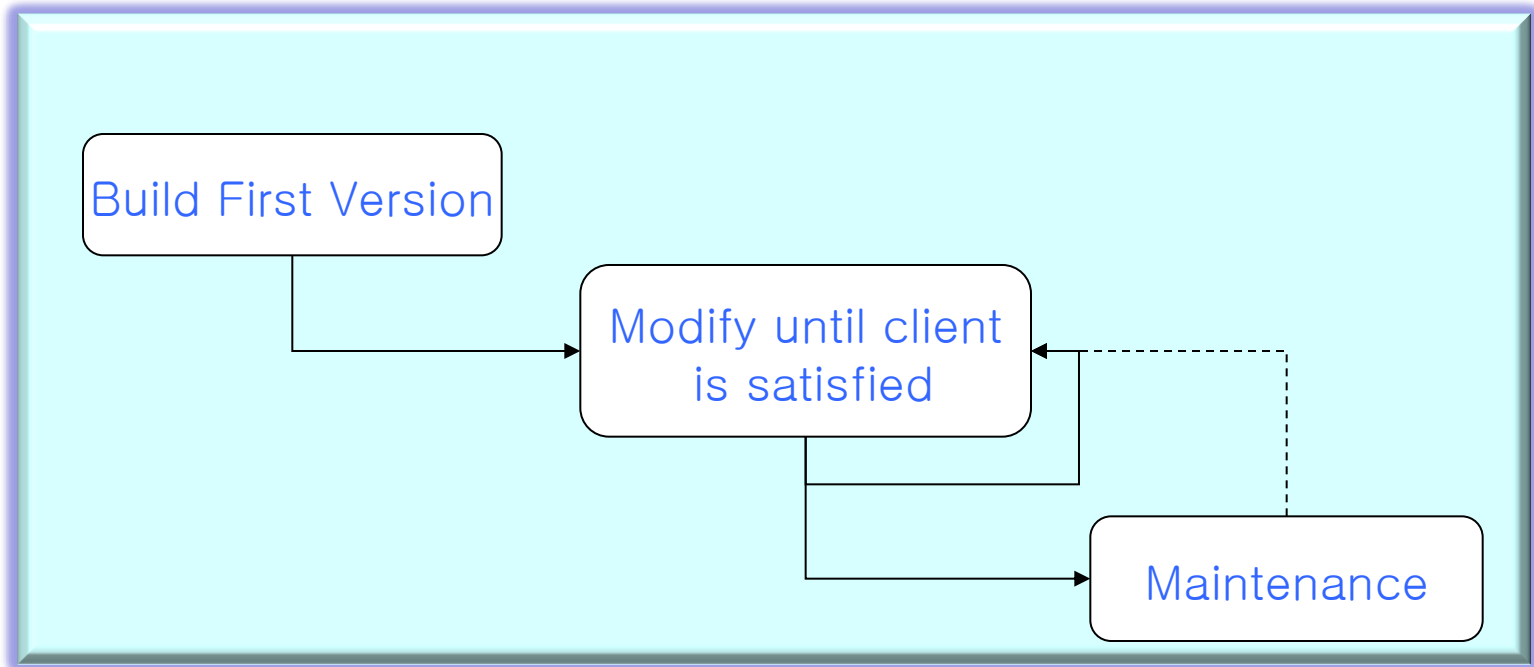 Build First Version
Modify until client
is satisfied
Maintenance